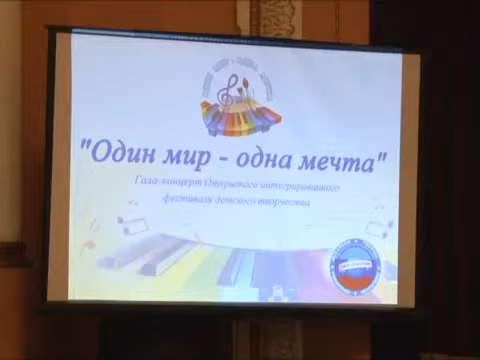 "Один мир - одна мечта"
Гала-концерт Открытого интегрированного
фестиваля детского творчества